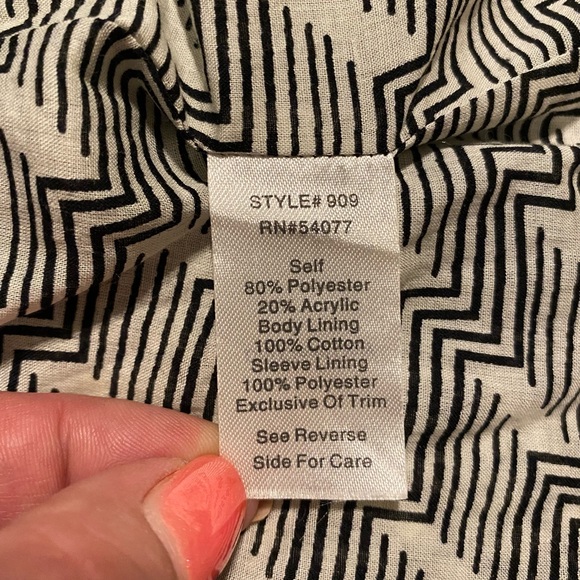 STYLE# 909
RN#54077
Self
80% Polyester
20% Acrylic
Body Lining
100% Cotton
Sleeve Lining
100% Polyester
Exclusive Of Trim
See Reverse
Side For Care